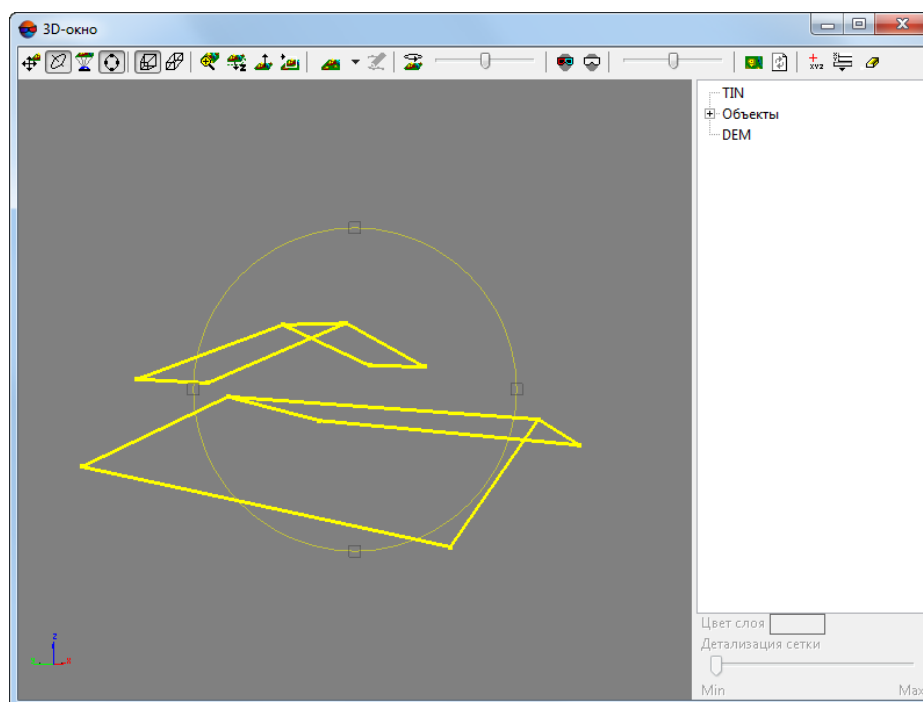 3D-окно
TIN
Объекты
DEM
Цвет слоя
Детализация сетки
Min Max
z